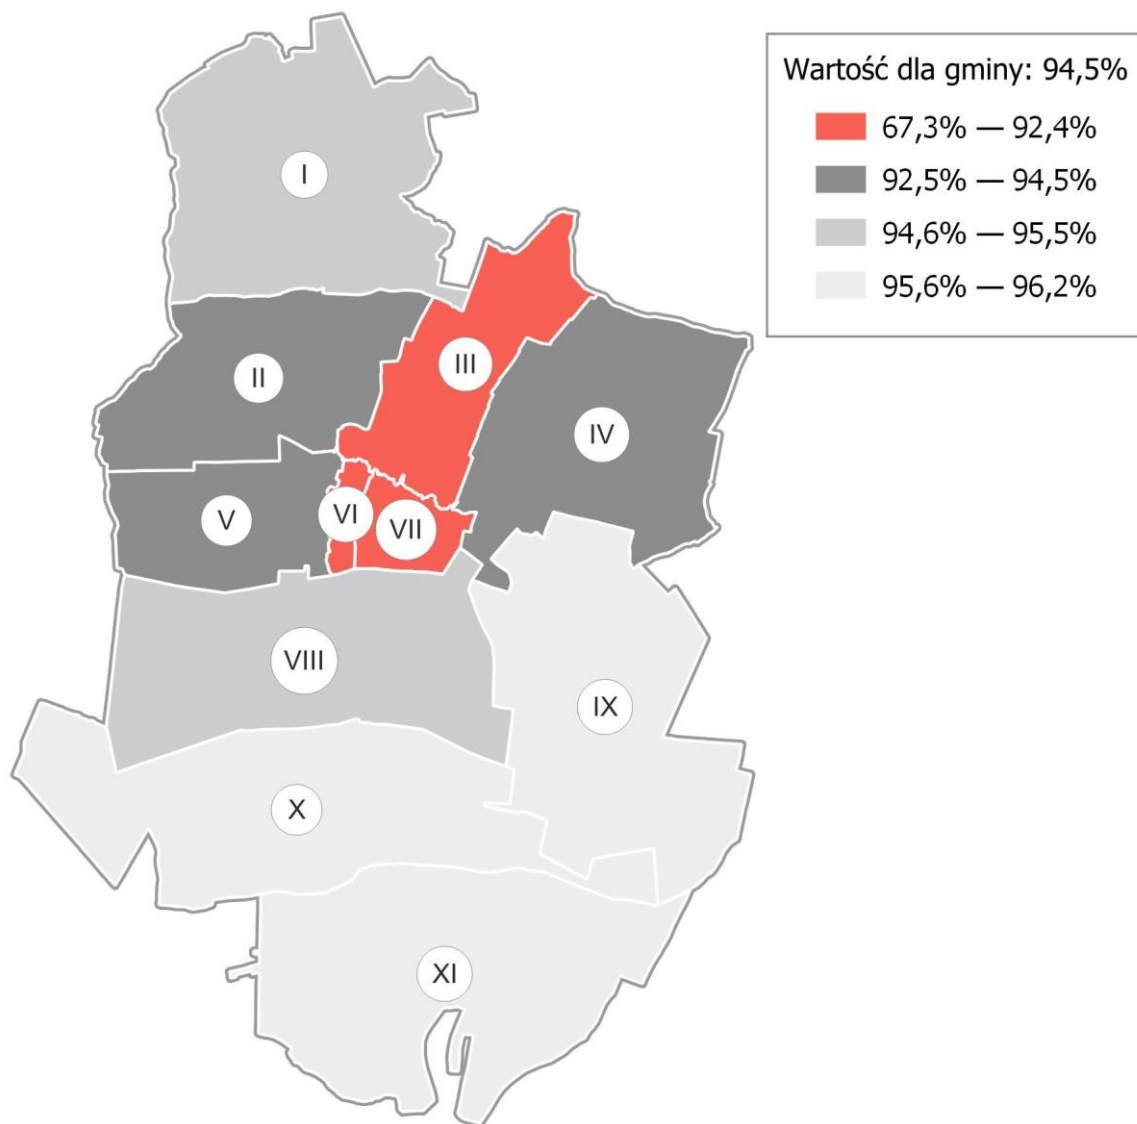 Wartość dla gminy: 94,5%
67,3% — 92,4%
92,5% — 94,5%
94,6% — 95,5%
95,6% — 96,2%
I
II
III
IV
V
VI
VII
VIII
IX
X
XI